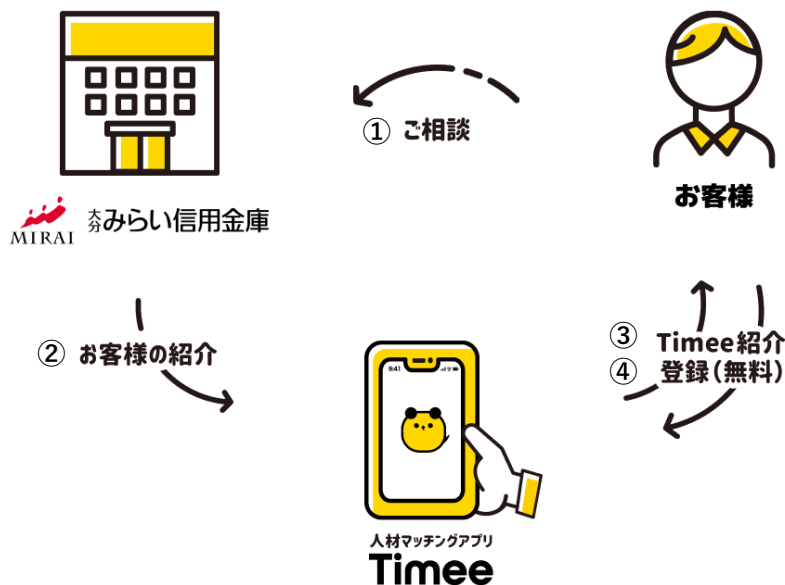 ① ご相談
お客様
MIRAI
大分みらい信用金庫
② お客様の紹介
③ Timee紹介
④ 登録(無料)
9:41
人材マッチングアプリ
Timee